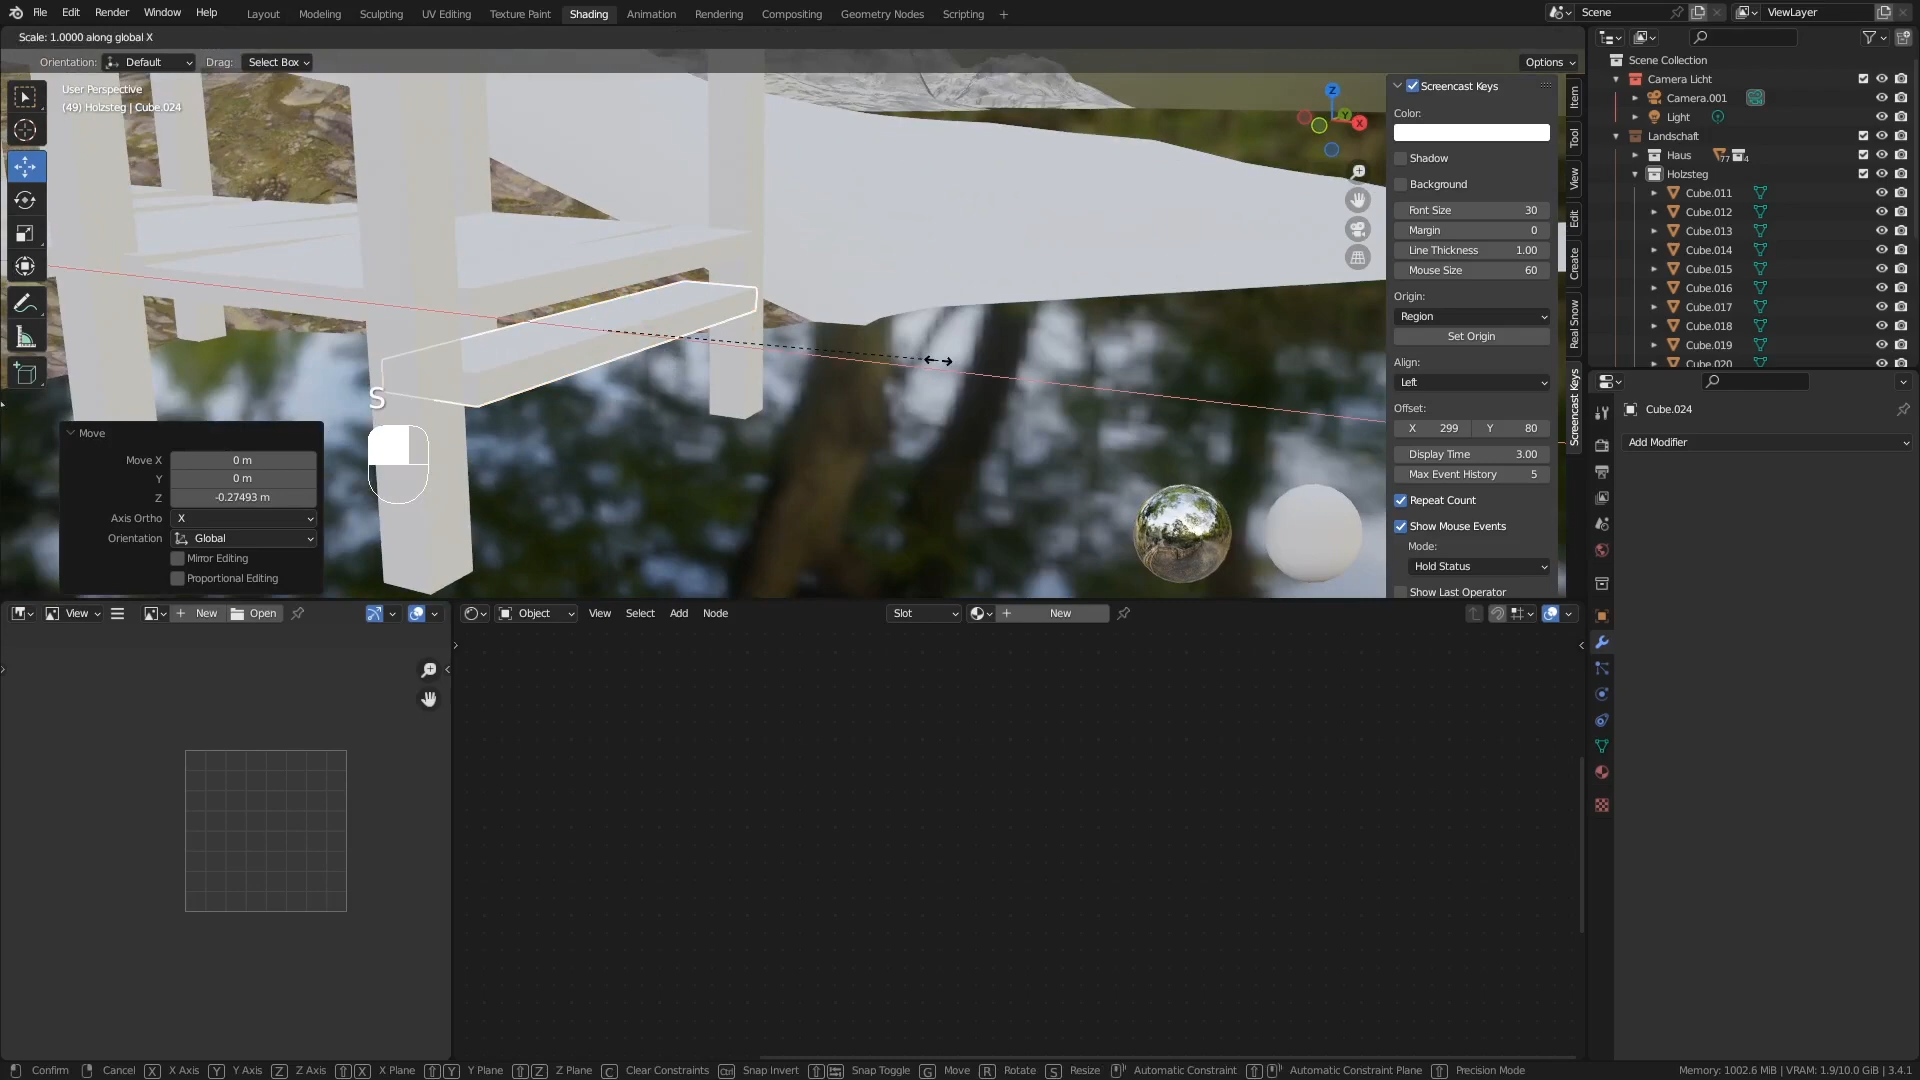 File Edit Render Window Help Layout Modeling Sculpting UV Editing Texture Paint Shading Animation Rendering Compositing Geometry Nodes Scripting + Scene ViewLayer
Scale: 1.0000 along global X
Orientation: Default Drag: Select Box Options
User Perspective
(49) Holzsteg | Cube.024
Z
Y
X
Screencast Keys
Color:
Shadow
Background
Font Size 30
Margin 0
Line Thickness 1.00
Mouse Size 60
Origin:
Region
Set Origin
Align:
Left
Offset:
X 299 Y 80
Display Time 3.00
Max Event History 5
Repeat Count
Show Mouse Events
Mode:
Hold Status
Show Last Operator
Item
Tool
View
Edit
Create
Real Snow
Screencast Keys
Scene Collection
Camera Licht
Camera.001
Light
Landschaft
Haus 77 4
Holzsteg
Cube.011
Cube.012
Cube.013
Cube.014
Cube.015
Cube.016
Cube.017
Cube.018
Cube.019
Cube.020
Cube.024
Add Modifier
S
Move
Move X 0 m
Y 0 m
Z -0.27493 m
Axis Ortho X
Orientation Global
Mirror Editing
Proportional Editing
View New Open
Object View Select Add Node Slot New
Confirm Cancel X X Axis Y Y Axis Z Z Axis X X Plane Y Y Plane Z Z Plane C Clear Constraints Ctrl Snap Invert Snap Toggle G Move R Rotate S Resize Automatic Constraint Automatic Constraint Plane Precision Mode Memory: 1002.6 MiB | VRAM: 1.9/10.0 GiB | 3.4.1